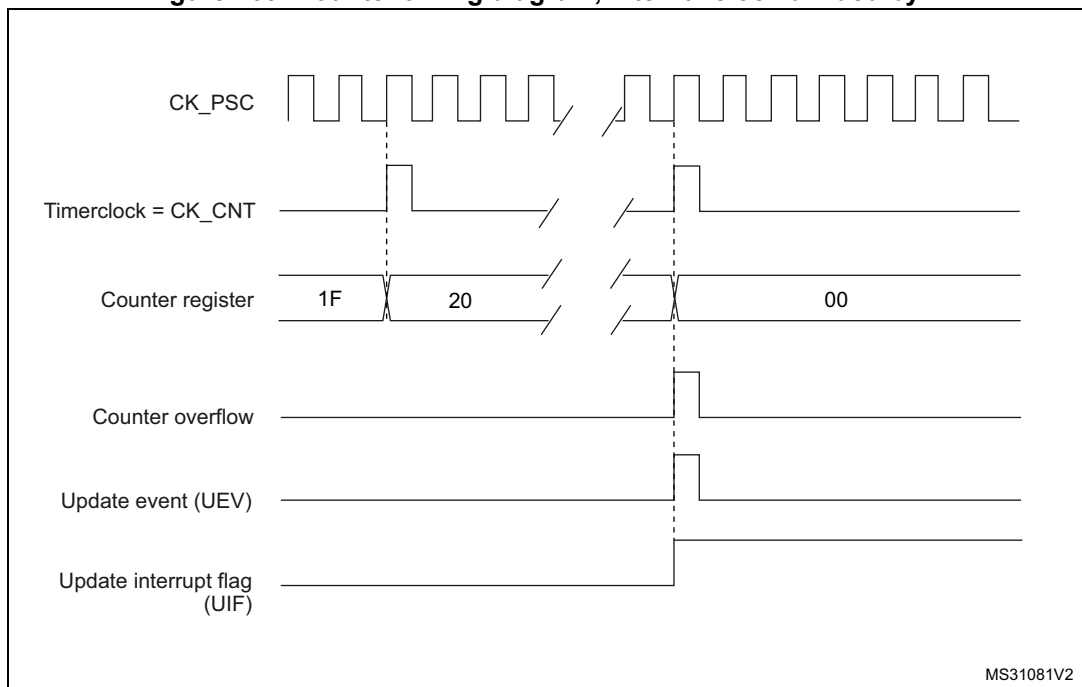 CK_PSC
Timerclock = CK_CNT
Counter register
1F
20
00
Counter overflow
Update event (UEV)
Update interrupt flag
(UIF)
MS31081V2